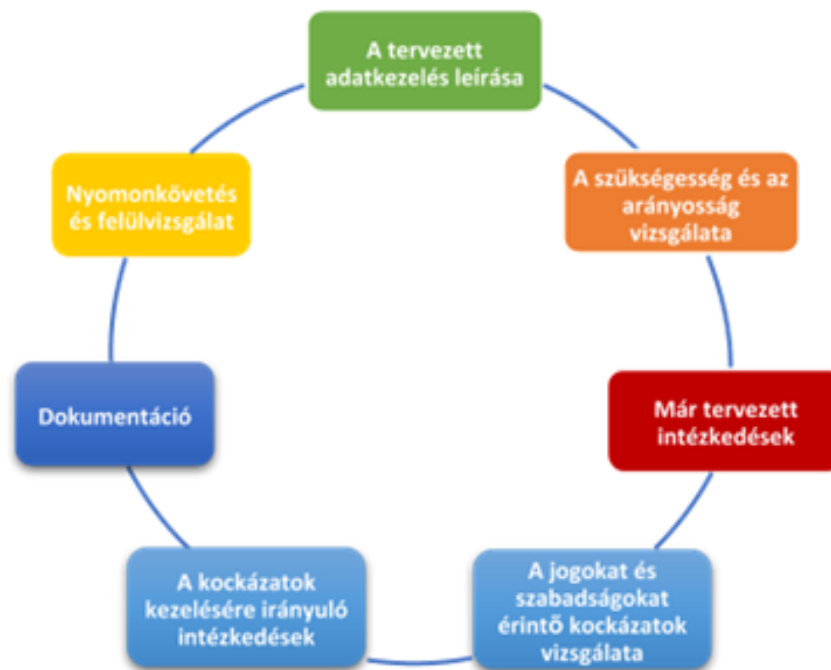 A tervezett
adatkezelés leírása
A szükségesség és az
arányosság
vizsgálata
Már tervezett
intézkedések
A jogokat és
szabadságokat
érintő kockázatok
vizsgálata
A kockázatok
kezelésére irányuló
intézkedések
Dokumentáció
Nyomonkövetés
és felülvizsgálat